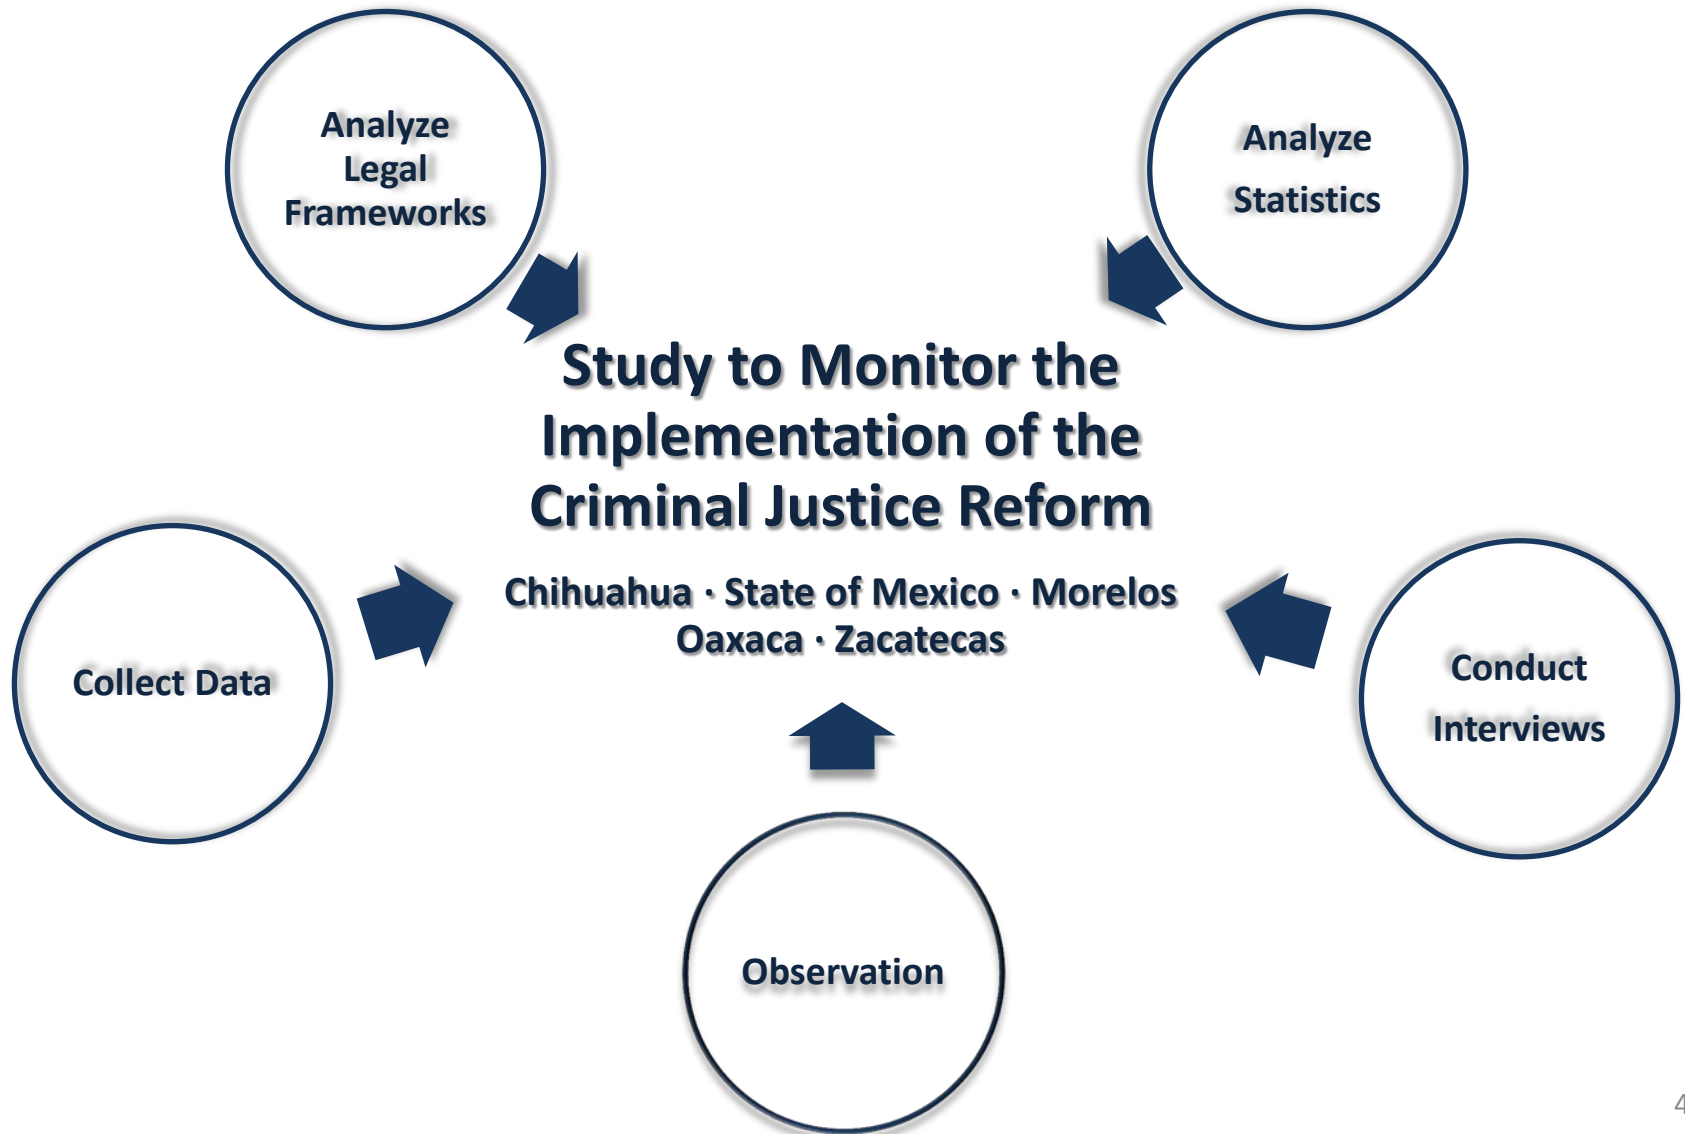 Analyze
Legal
Frameworks
Analyze
Statistics
Study to Monitor the
Implementation of the
Criminal Justice Reform
Chihuahua · State of Mexico · Morelos
Oaxaca · Zacatecas
Collect Data
Conduct
Interviews
Observation
4